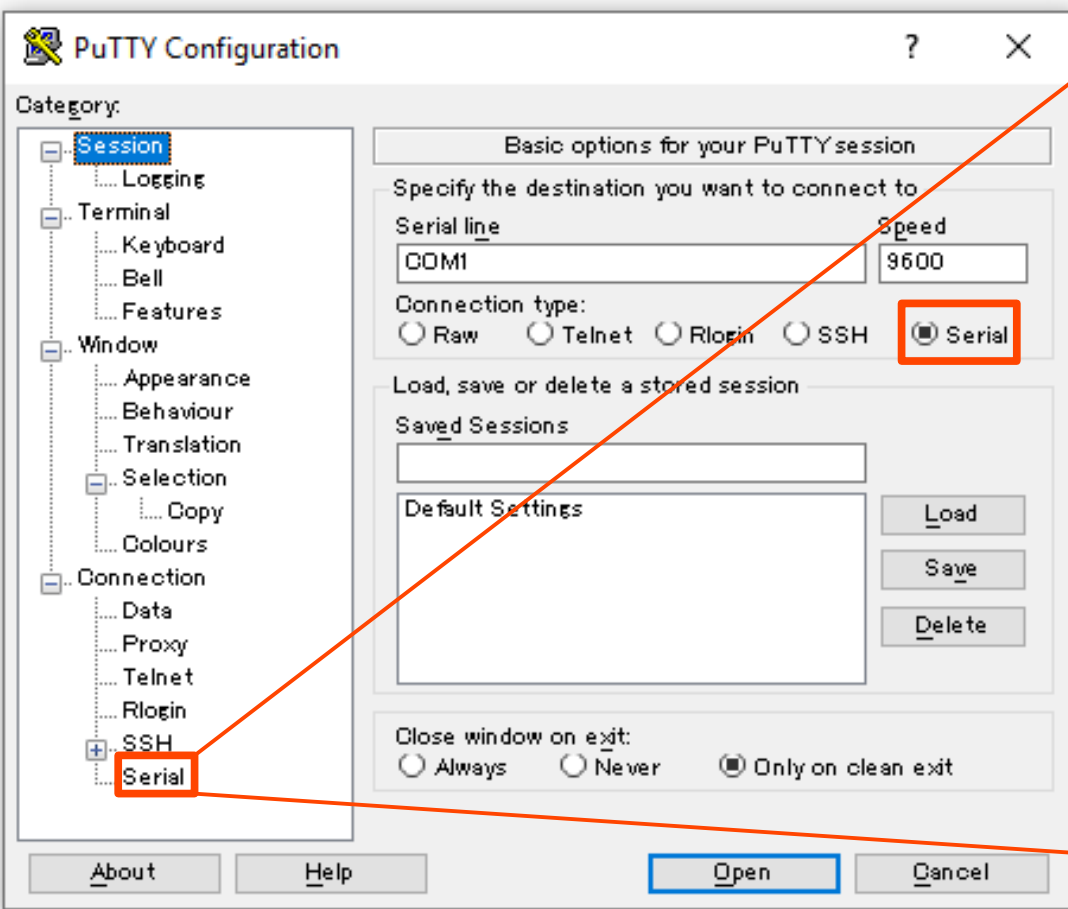 PuTTY Configuration
?
Category:
Session
Logging
Terminal
Keyboard
Bell
Features
Window
Appearance
Behaviour
Translation
Selection
Copy
Colours
Connection
Data
Proxy
Telnet
Rlogin
SSH
Serial
Basic options for your PuTTY session
Specify the destination you want to connect to
Serial line Speed
COM1 9600
Connection type:
Raw Telnet Rlogin SSH Serial
Load, save or delete a stored session
Saved Sessions
Default Settings
Load
Save
Delete
Close window on exit:
Always Never Only on clean exit
About Help Open Cancel